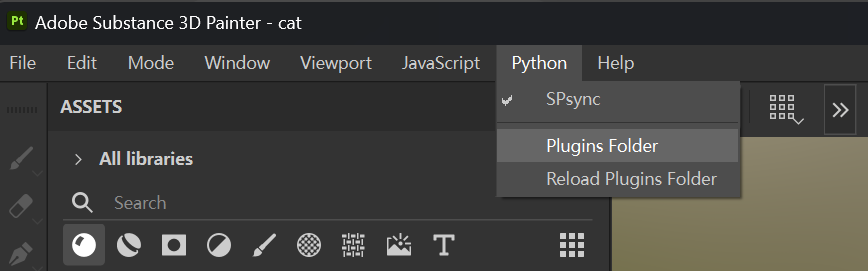 Pt Adobe Substance 3D Painter - cat
File Edit Mode Window Viewport JavaScript Python Help
ASSETS
SPsync
All libraries
Plugins Folder
Reload Plugins Folder
Search
T